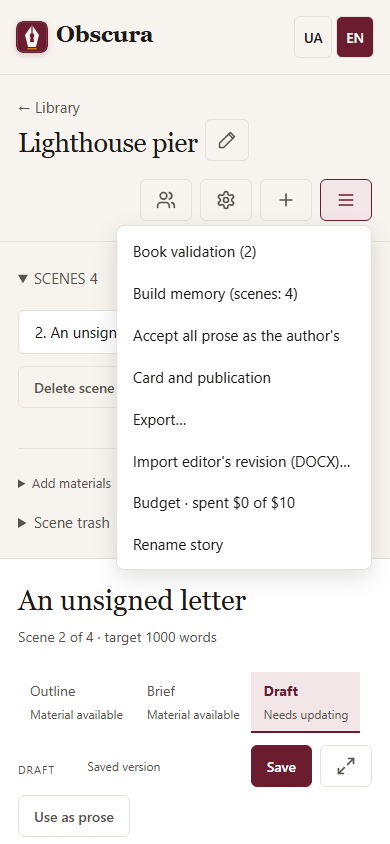 Obscura
UA
EN
← Library
Lighthouse pier
▼ SCENES 4
2. An unsign
Delete scene
▶ Add materials
▶ Scene trash
Book validation (2)
Build memory (scenes: 4)
Accept all prose as the author's
Card and publication
Export...
Import editor's revision (DOCX)...
Budget · spent $0 of $10
Rename story
An unsigned letter
Scene 2 of 4 · target 1000 words
Outline
Material available
Brief
Material available
Draft
Needs updating
DRAFT
Saved version
Save
Use as prose